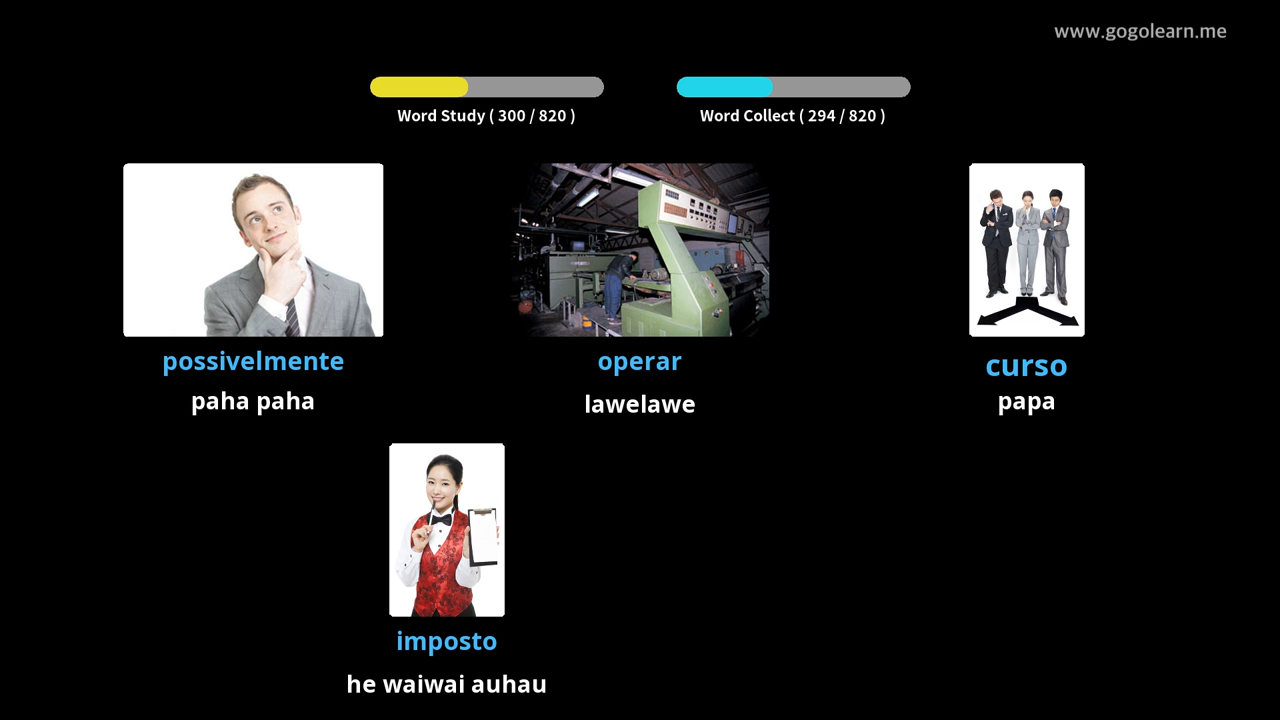 www.gogolearn.me
Word Study ( 300 / 820 )
Word Collect ( 294 / 820 )
possivelmente
paha paha
operar
lawelawe
curso
papa
imposto
he waiwai auhau